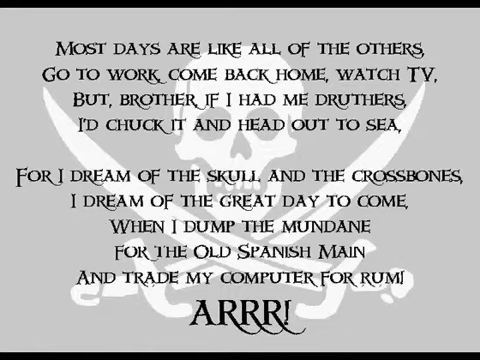 Most days are like all of the others,
Go to work, come back home, watch TV,
But, brother if I had me druthers,
I'd chuck it and head out to sea,
For I dream of the skull and the crossbones,
I dream of the great day to come,
When I dump the mundane
for the Old Spanish Main
And trade my computer for rum!
ARRR!